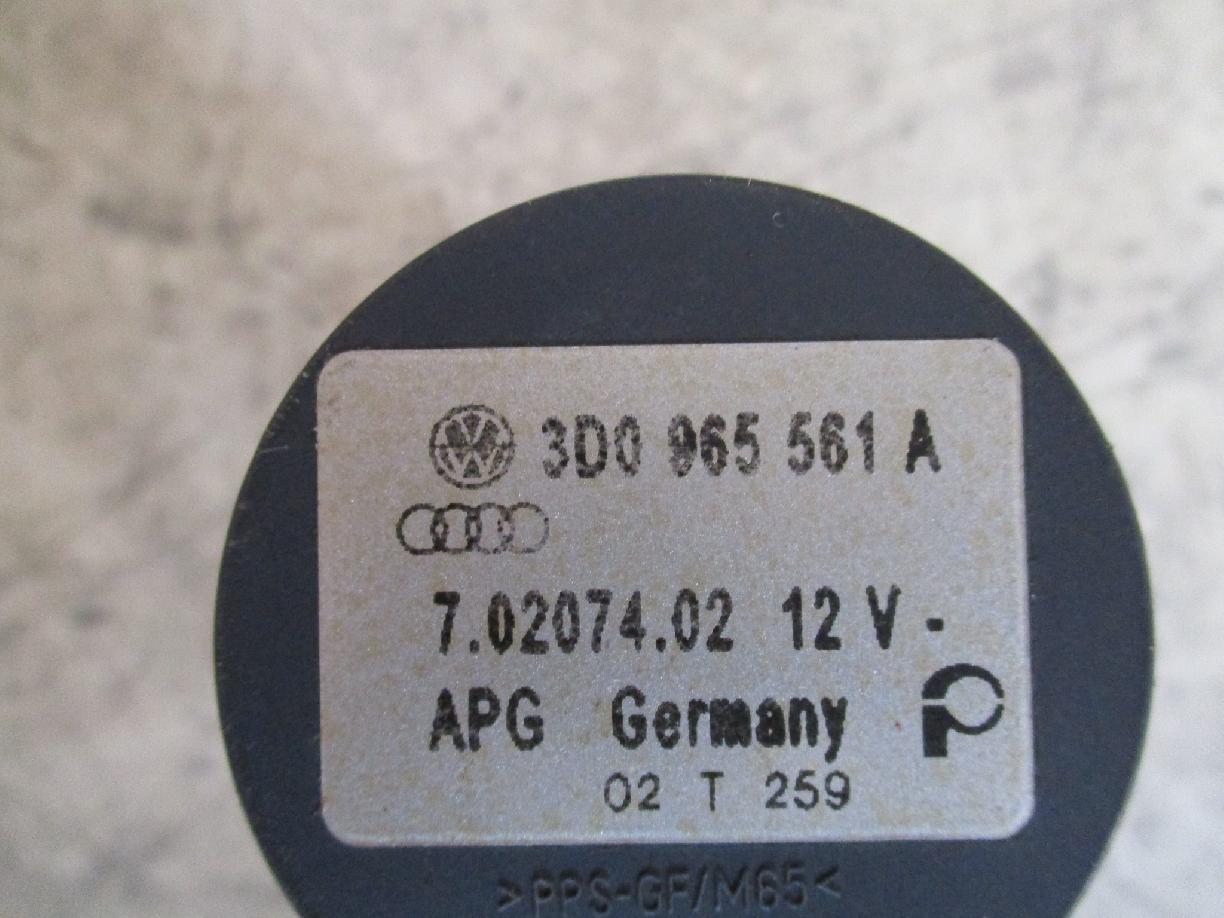 3D0 965 561 A
7.02074.02 12 V -
APG Germany
02 T 259
>PPS-GF/M65<